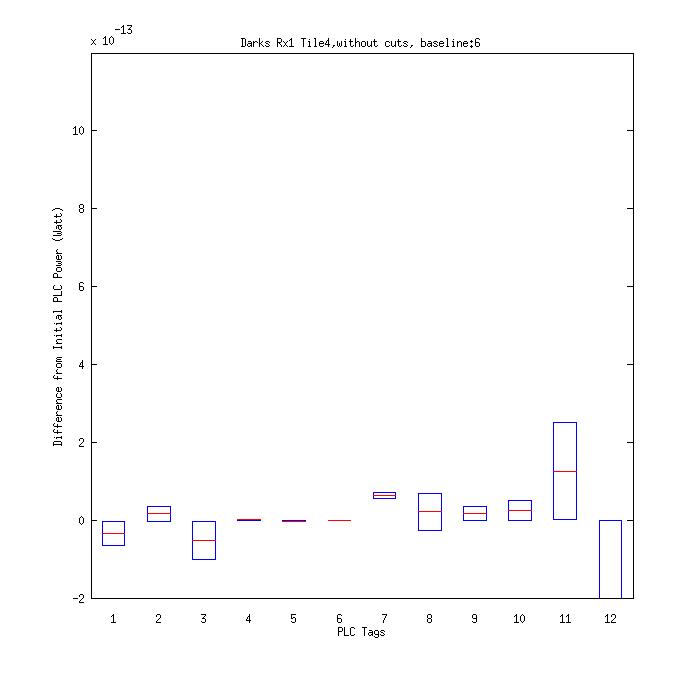 x 10-13
Darks Rx1 Tile4,without cuts, baseline:6
10
8
6
4
2
0
-2
Difference from Initial PLC Power (Watt)
1 2 3 4 5 6 7 8 9 10 11 12
PLC Tags